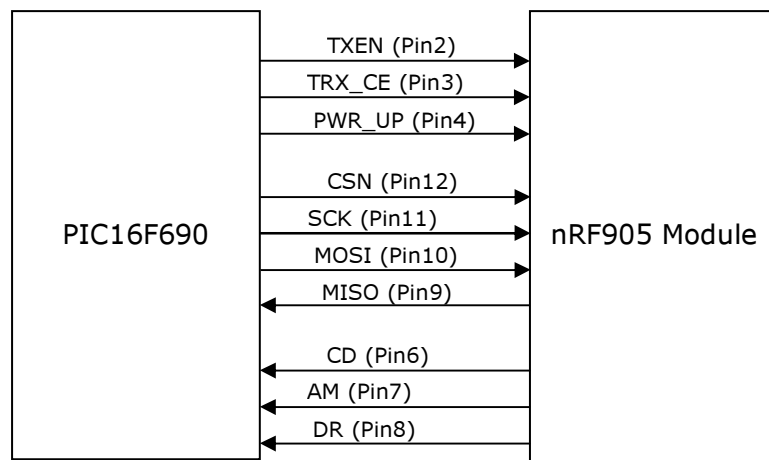 TXEN (Pin2)
TRX_CE (Pin3)
PWR_UP (Pin4)
CSN (Pin12)
SCK (Pin11)
PIC16F690
nRF905 Module
MOSI (Pin10)
MISO (Pin9)
CD (Pin6)
AM (Pin7)
DR (Pin8)